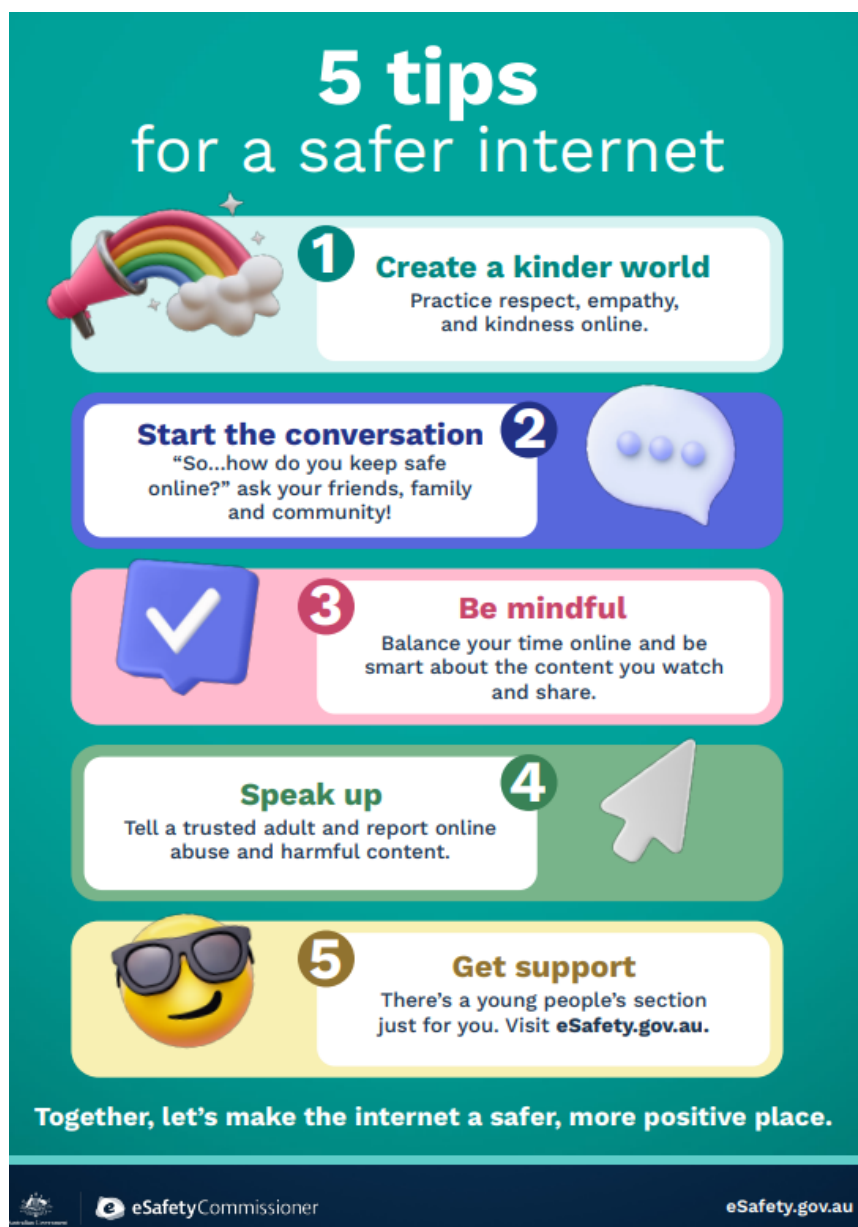 5 tips
for a safer internet
1
Create a kinder world
Practice respect, empathy,
and kindness online.
Start the conversation
2
“So...how do you keep safe
online?” ask your friends, family
and community!
3
Be mindful
Balance your time online and be
smart about the content you watch
and share.
4
Speak up
Tell a trusted adult and report online
abuse and harmful content.
5
Get support
There’s a young people’s section
just for you. Visit eSafety.gov.au.
Together, let’s make the internet a safer, more positive place.
e eSafetyCommissioner
eSafety.gov.au